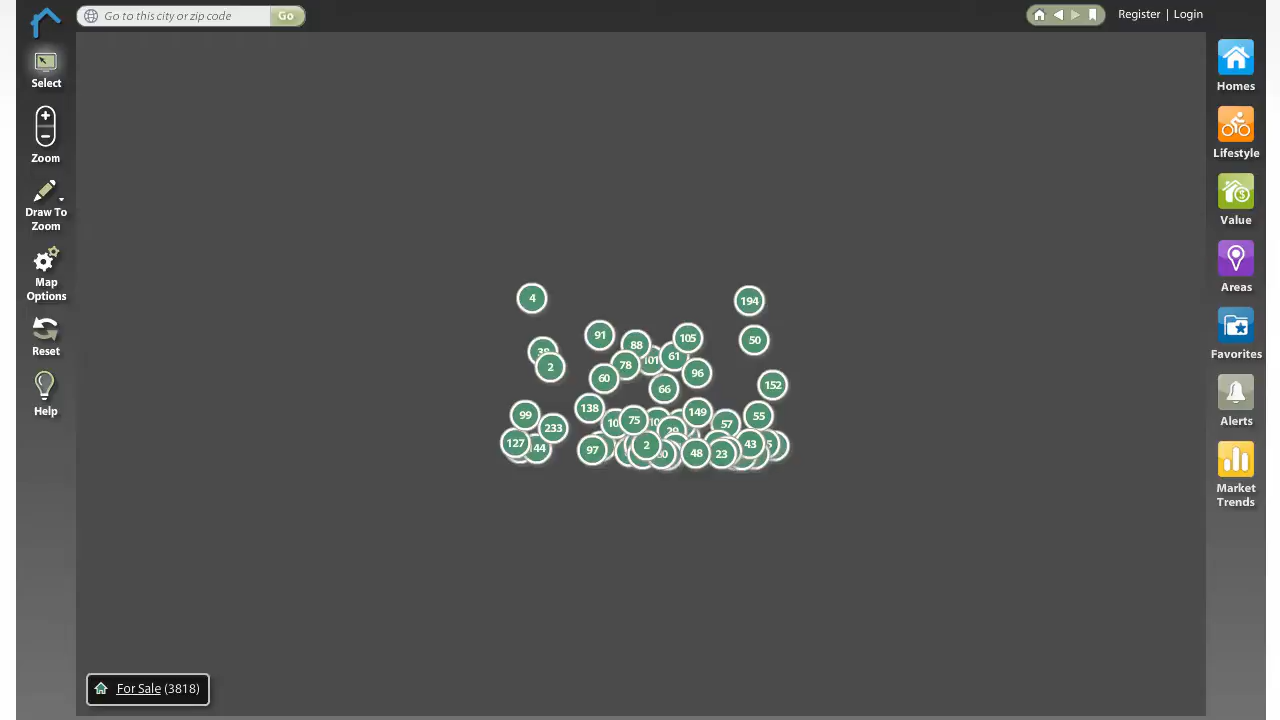 Go to this city or zip code
Go
Register | Login
Select
Zoom
Draw To
Zoom
Map
Options
Reset
Help
Homes
Lifestyle
Value
Areas
Favorites
Alerts
Market
Trends
4
194
91
88
105
50
2
78
101
61
60
96
66
152
138
99
75
149
55
233
57
127
97
2
48
23
43
For Sale (3818)